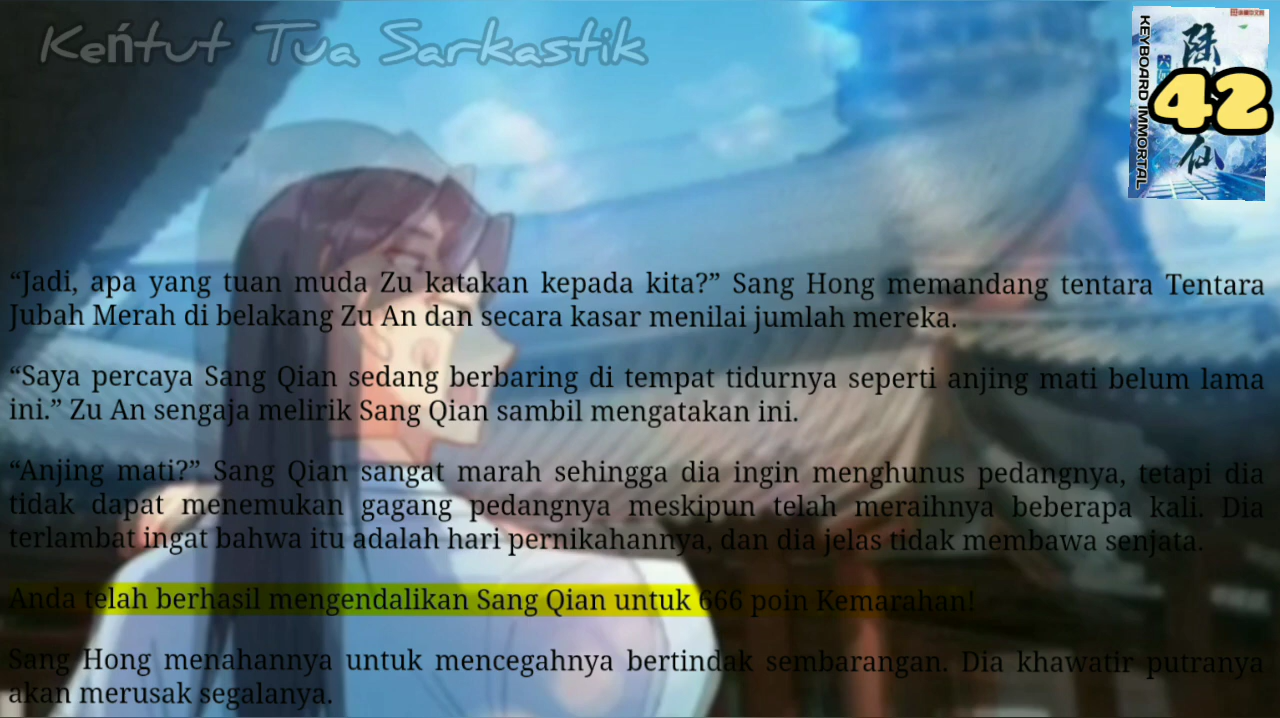 Keńtut Tua Sarkastik
KEYBOARD IMMORTAL
42
仙
“Jadi, apa yang tuan muda Zu katakan kepada kita?” Sang Hong memandang tentara Tentara
Jubah Merah di belakang Zu An dan secara kasar menilai jumlah mereka.
“Saya percaya Sang Qian sedang berbaring di tempat tidurnya seperti anjing mati belum lama
ini.” Zu An sengaja melirik Sang Qian sambil mengatakan ini.
“Anjing mati?” Sang Qian sangat marah sehingga dia ingin menghunus pedangnya, tetapi dia
tidak dapat menemukan gagang pedangnya meskipun telah meraihnya beberapa kali. Dia
terlambat ingat bahwa itu adalah hari pernikahannya, dan dia jelas tidak membawa senjata.
Anda telah berhasil mengendalikan Sang Qian untuk 666 poin Kemarahan!
Sang Hong menahannya untuk mencegahnya bertindak sembarangan. Dia khawatir putranya
akan merusak segalanya.